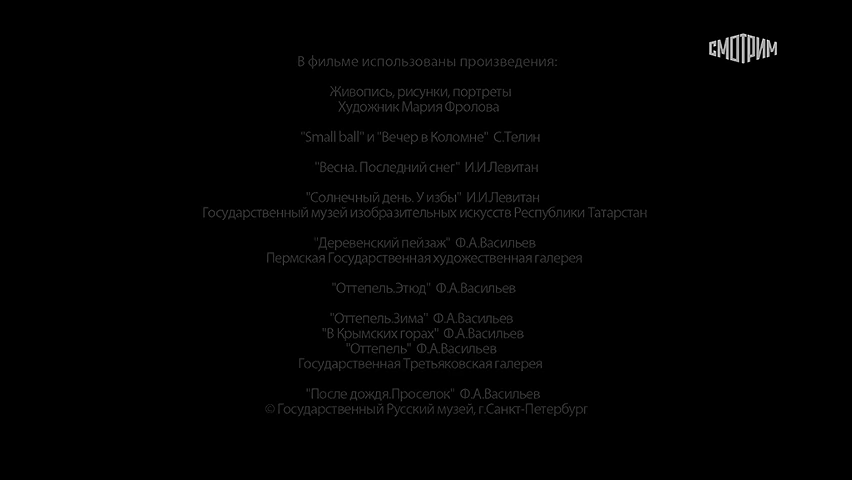 СМОТРИМ
В фильме использованы произведения:
Живопись, рисунки, портреты
Художник Мария Фролова
"Small ball" и "Вечер в Коломне" С.Телин
"Весна. Последний снег" И.И.Левитан
"Солнечный день. У избы" И.И.Левитан
Государственный музей изобразительных искусств Республики Татарстан
"Деревенский пейзаж" Ф.А.Васильев
Пермская Государственная художественная галерея
"Оттепель.Этюд" Ф.А.Васильев
"Оттепель.Зима" Ф.А.Васильев
"В Крымских горах" Ф.А.Васильев
"Оттепель" Ф.А.Васильев
Государственная Третьяковская галерея
"После дождя.Проселок" Ф.А.Васильев
© Государственный Русский музей, г.Санкт-Петербург